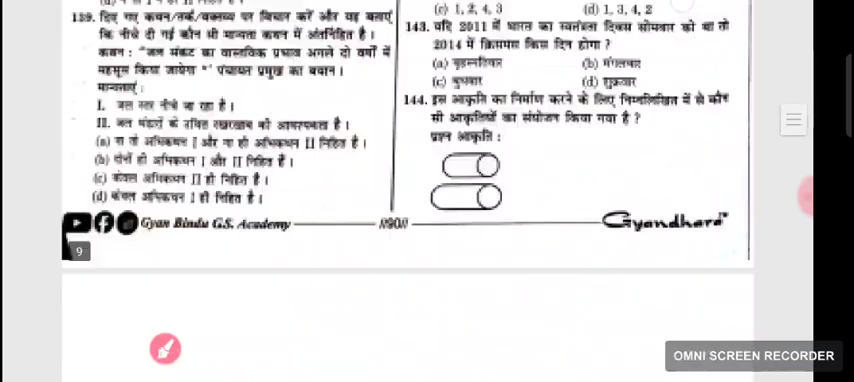 139. दिए गए कथन/तर्क/वक्तव्य पर विचार करें और यह बताएं
कि नीचे दी गई कौन सी मान्यता कथन में अंतर्निहित है।
कथन : "जल संकट का वास्तविक प्रभाव अगले दो वर्षों में
महसूस किया जायेगा "' पंचायत प्रमुख का बयान।
मान्यताएं :
I. जल स्तर नीचे जा रहा है।
II. जल भंडारों के उचित रखरखाव की आवश्यकता है।
(a) ना तो अभिकथन I और ना ही अभिकथन II निहित है।
(b) दोनों ही अभिकथन I और II निहित हैं।
(c) केवल अभिकथन II ही निहित है।
(d) केवल अभिकथन I ही निहित है।
(c) 1, 2, 4, 3
(d) 1, 3, 4, 2
143. यदि 2011 में भारत का स्वतंत्रता दिवस सोमवार को था तो
2014 में क्रिसमस किस दिन होगा ?
(a) बृहस्पतिवार
(b) मंगलवार
(c) बुधवार
(d) शुक्रवार
144. इस आकृति का निर्माण करने के लिए निम्नलिखित में से कौन
सी आकृतियों का संयोजन किया गया है ?
प्रश्न आकृति :
Gyan Bindu G.S. Academy
//90//
Gyandhara
9
OMNI SCREEN RECORDER